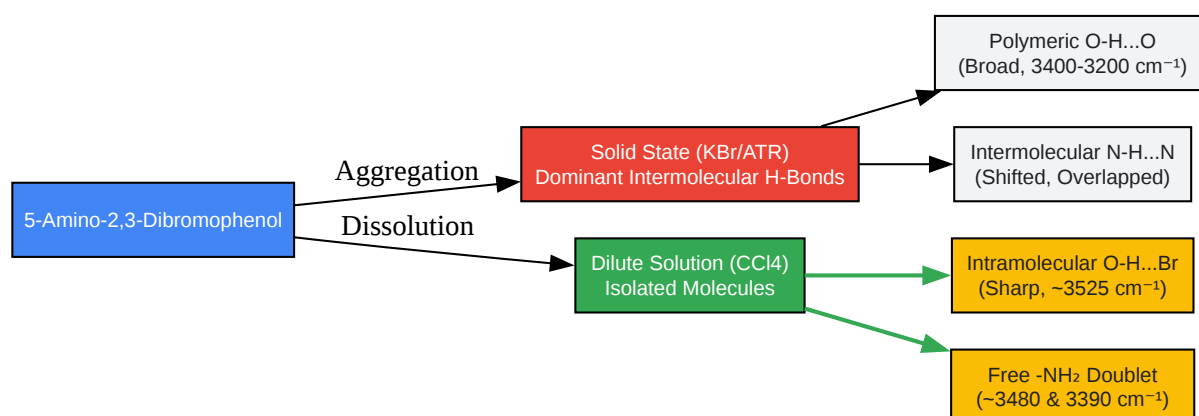 5-Amino-2,3-Dibromophenol
Aggregation
Dissolution
Solid State (KBr/ATR)
Dominant Intermolecular H-Bonds
Dilute Solution (CCl4)
Isolated Molecules
Polymeric O-H...O
(Broad, 3400-3200 cm⁻¹)
Intermolecular N-H...N
(Shifted, Overlapped)
Intramolecular O-H...Br
(Sharp, ~3525 cm⁻¹)
Free -NH₂ Doublet
(~3480 & 3390 cm⁻¹)